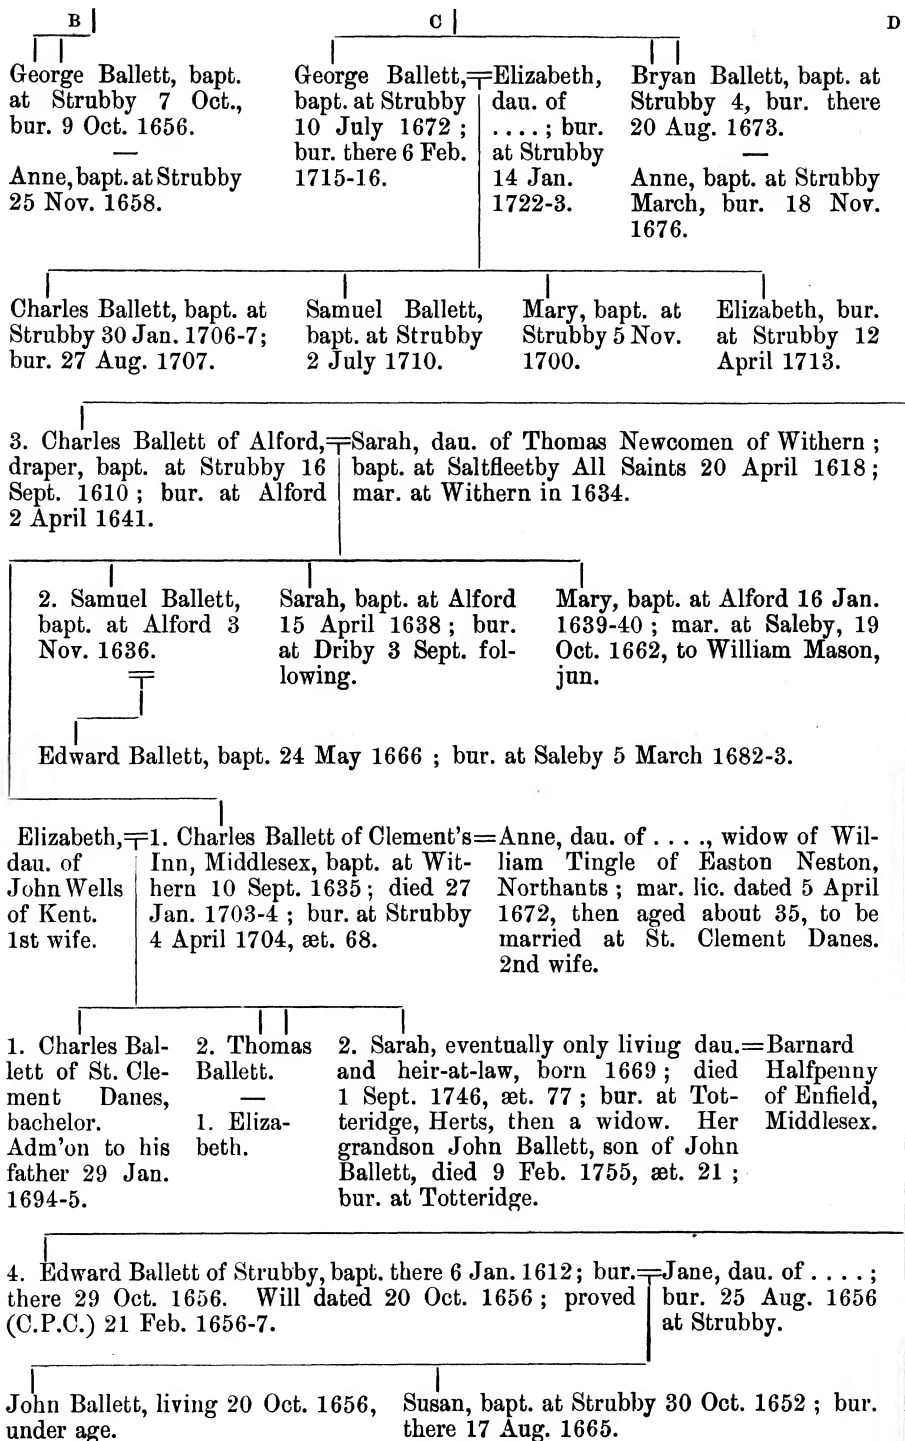 B
C
D
George Ballett, bapt.
at Strubby 7 Oct.,
bur. 9 Oct. 1656.
—
Anne, bapt. at Strubby
25 Nov. 1658.
George Ballett,
bapt. at Strubby
10 July 1672 ;
bur. there 6 Feb.
1715-16.
Elizabeth,
dau. of
. . . . ; bur.
at Strubby
14 Jan.
1722-3.
Bryan Ballett, bapt. at
Strubby 4, bur. there
20 Aug. 1673.
—
Anne, bapt. at Strubby
March, bur. 18 Nov.
1676.
Charles Ballett, bapt. at
Strubby 30 Jan. 1706-7;
bur. 27 Aug. 1707.
Samuel Ballett,
bapt. at Strubby
2 July 1710.
Mary, bapt. at
Strubby 5 Nov.
1700.
Elizabeth, bur.
at Strubby 12
April 1713.
3. Charles Ballett of Alford,
draper, bapt. at Strubby 16
Sept. 1610 ; bur. at Alford
2 April 1641.
Sarah, dau. of Thomas Newcomen of Withern ;
bapt. at Saltfleetby All Saints 20 April 1618 ;
mar. at Withern in 1634.
2. Samuel Ballett,
bapt. at Alford 3
Nov. 1636.
Sarah, bapt. at Alford
15 April 1638 ; bur.
at Driby 3 Sept. fol-
lowing.
Mary, bapt. at Alford 16 Jan.
1639-40 ; mar. at Saleby, 19
Oct. 1662, to William Mason,
jun.
Edward Ballett, bapt. 24 May 1666 ; bur. at Saleby 5 March 1682-3.
Elizabeth,
dau. of
John Wells
of Kent.
1st wife.
1. Charles Ballett of Clement's
Inn, Middlesex, bapt. at Wit-
hern 10 Sept. 1635 ; died 27
Jan. 1703-4 ; bur. at Strubby
4 April 1704, æt. 68.
Anne, dau. of . . . ., widow of Wil-
liam Tingle of Easton Neston,
Northants ; mar. lic. dated 5 April
1672, then aged about 35, to be
married at St. Clement Danes.
2nd wife.
1. Charles Bal-
lett of St. Cle-
ment Danes,
bachelor.
Adm'on to his
father 29 Jan.
1694-5.
2. Thomas
Ballett.
—
1. Eliza-
beth.
2. Sarah, eventually only living dau.
and heir-at-law, born 1669 ; died
1 Sept. 1746, æt. 77 ; bur. at Tot-
teridge, Herts, then a widow. Her
grandson John Ballett, son of John
Ballett, died 9 Feb. 1755, æt. 21 ;
bur. at Totteridge.
Barnard
Halfpenny
of Enfield,
Middlesex.
4. Edward Ballett of Strubby, bapt. there 6 Jan. 1612; bur.
there 29 Oct. 1656. Will dated 20 Oct. 1656 ; proved
(C.P.C.) 21 Feb. 1656-7.
Jane, dau. of . . . . ;
bur. 25 Aug. 1656
at Strubby.
John Ballett, living 20 Oct. 1656,
under age.
Susan, bapt. at Strubby 30 Oct. 1652 ; bur.
there 17 Aug. 1665.